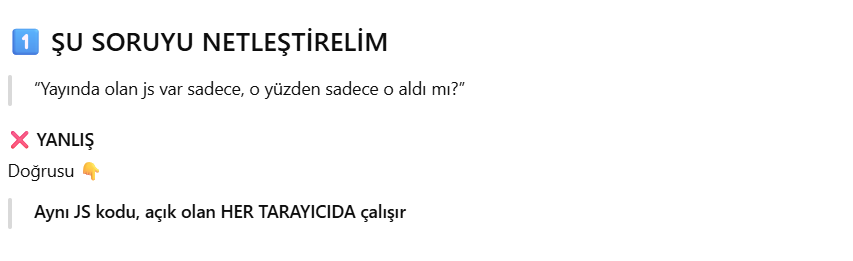 1️⃣ ŞU SORUYU NETLEŞTİRELİM
“Yayında olan js var sadece, o yüzden sadece o aldı mı?”
❌ YANLIŞ
Doğrusu 👇
Aynı JS kodu, açık olan HER TARAYICIDA çalışır